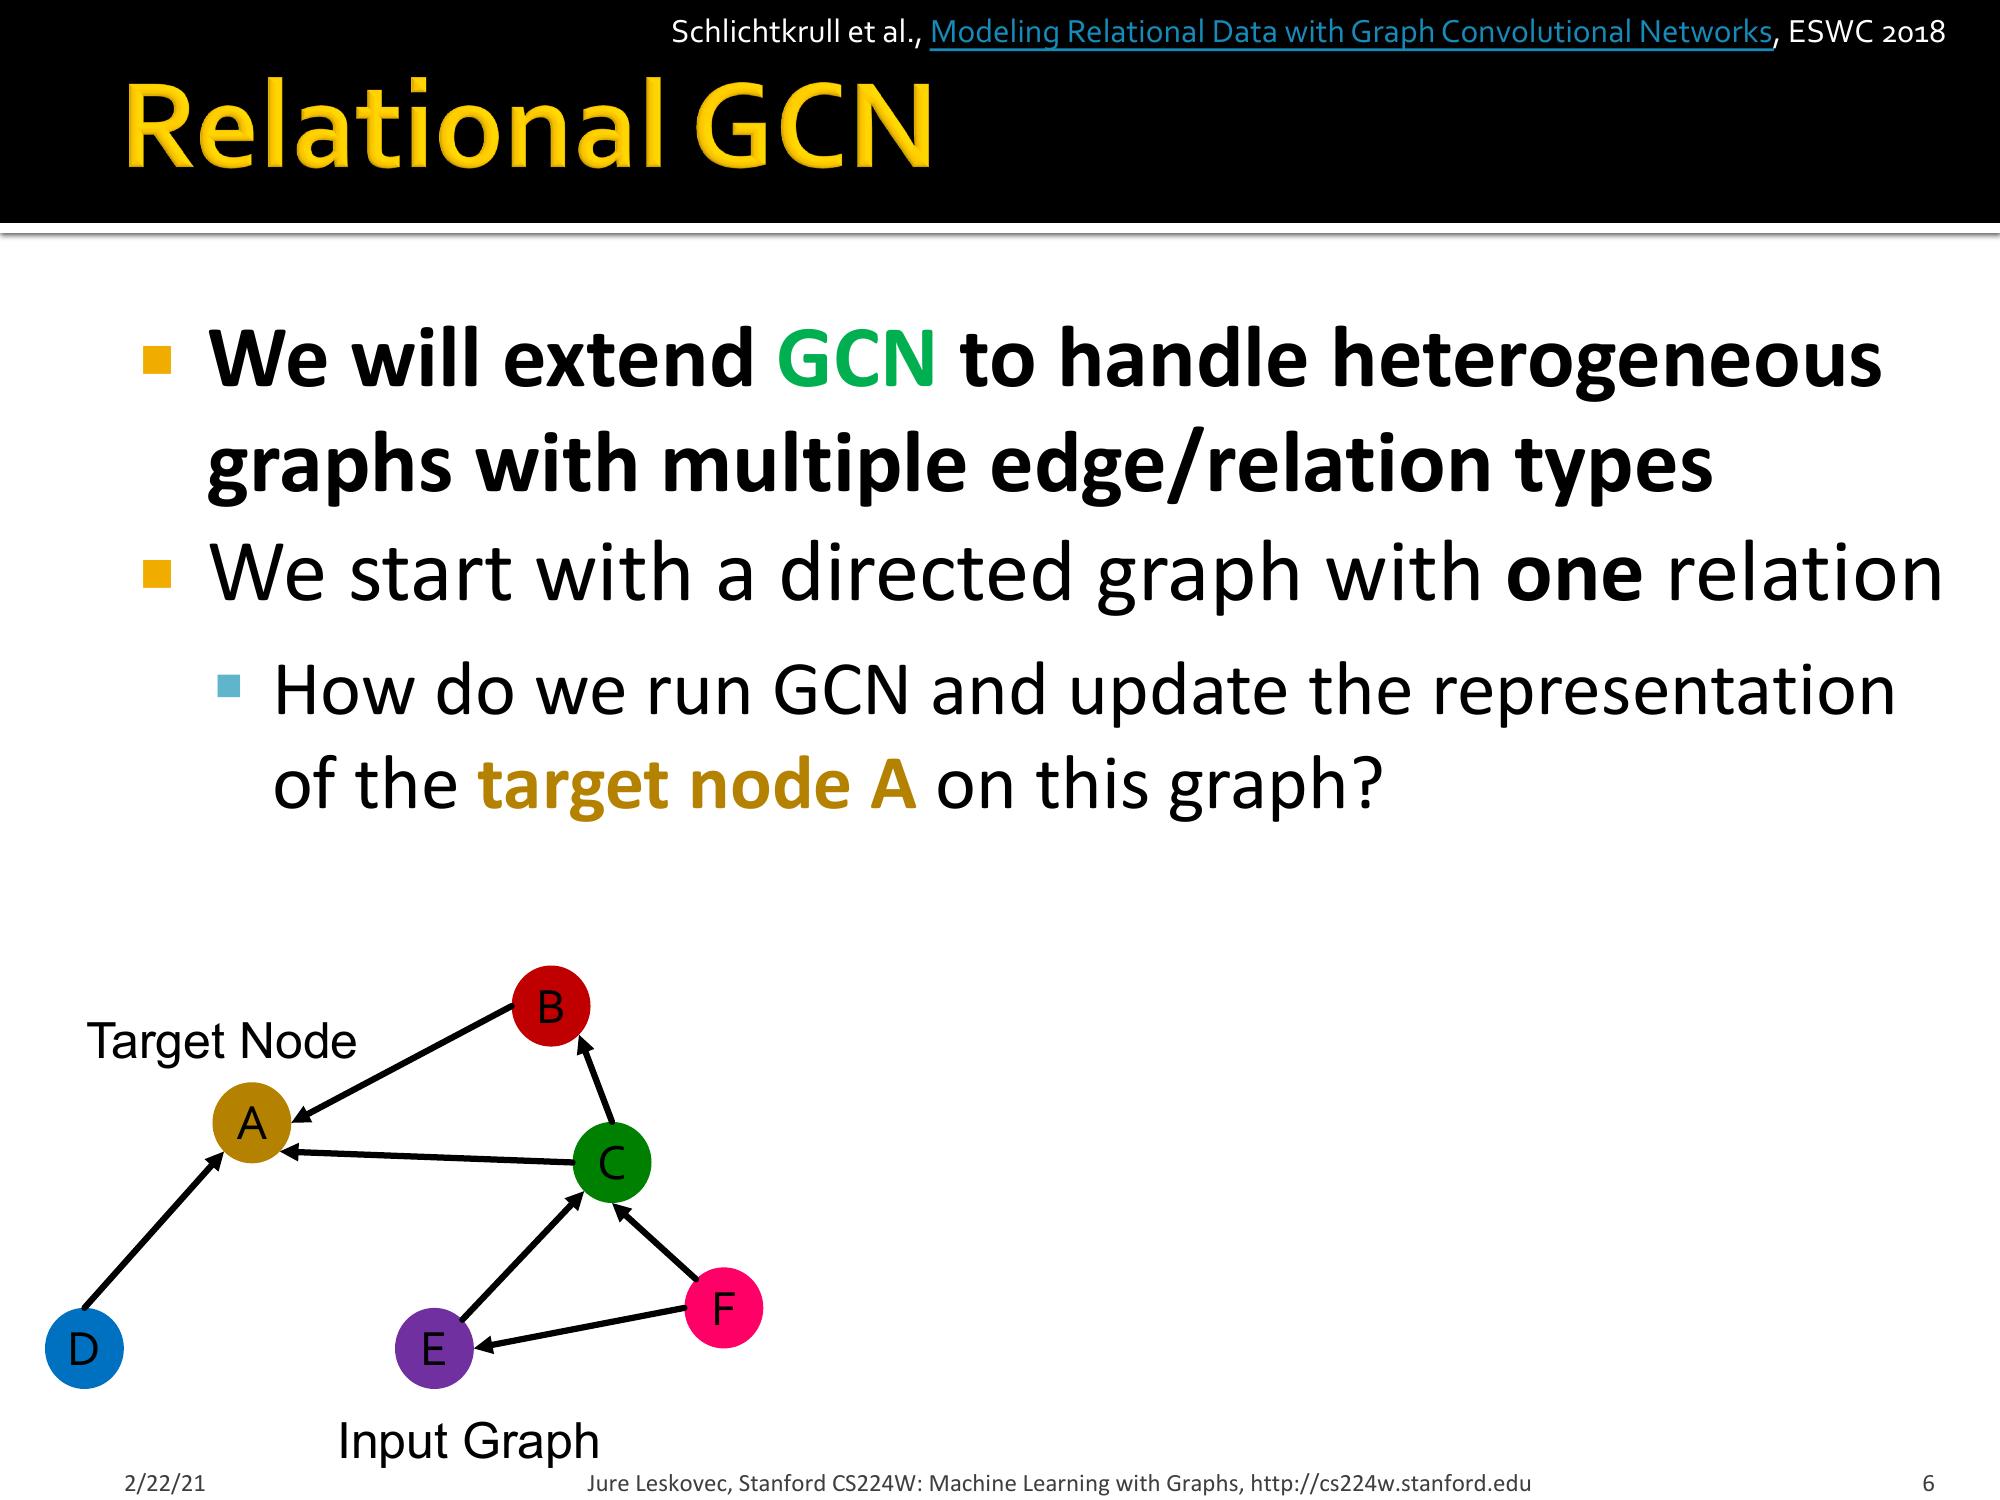 Schlichtkrull et al., Modeling Relational Data with Graph Convolutional Networks, ESWC 2018
Relational GCN
We will extend GCN to handle heterogeneous
graphs with multiple edge/relation types
We start with a directed graph with one relation
How do we run GCN and update the representation
of the target node A on this graph?
B
Target Node
A
C
F
D
E
Input Graph
2/22/21
Jure Leskovec, Stanford CS224W: Machine Learning with Graphs, http://cs224w.stanford.edu
6